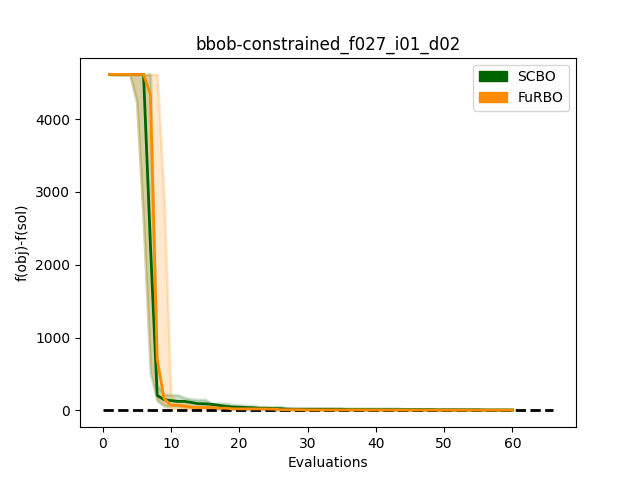 bbob-constrained_f027_i01_d02
SCBO
FuRBO
f(obj)-f(sol)
4000
3000
2000
1000
0
0 10 20 30 40 50 60
Evaluations